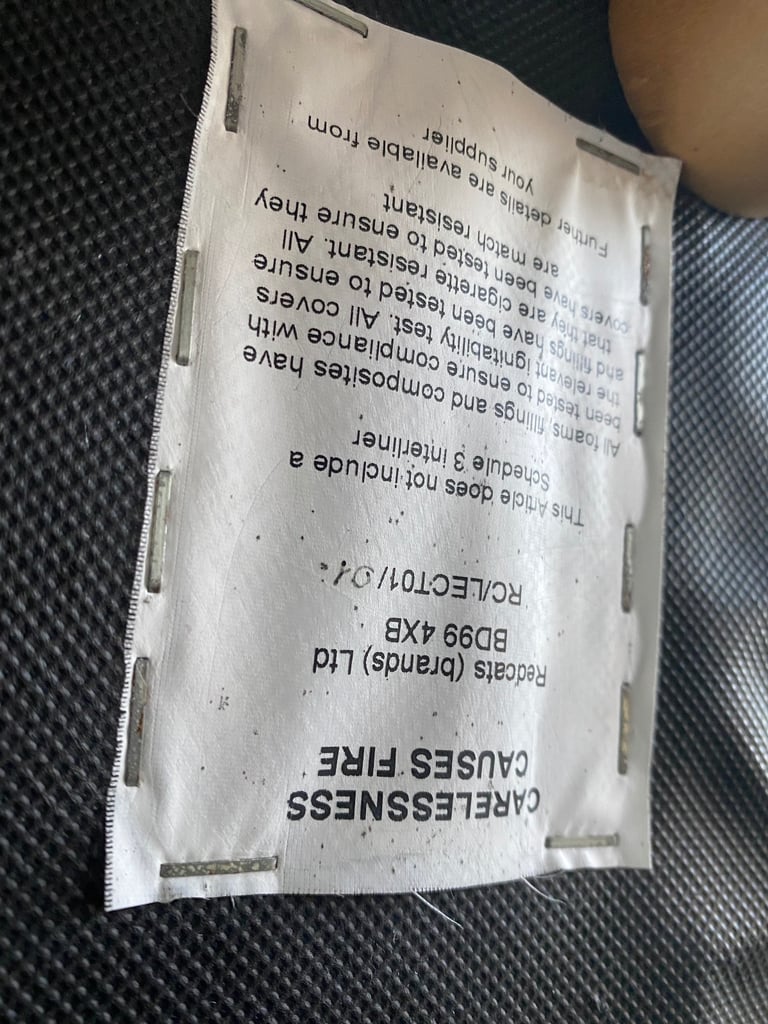 CARELESSNESS
CAUSES FIRE
Redcats (brands) Ltd
BD99 4XB
RC/LECT01/01
This Article does not include a
Schedule 3 interliner
All foams, fillings and composites have
been tested to ensure compliance with
the relevant ignitability test. All covers
and fillings have been tested to ensure
that they are cigarette resistant. All
covers have been tested to ensure they
are match resistant
Further details are available from
your supplier